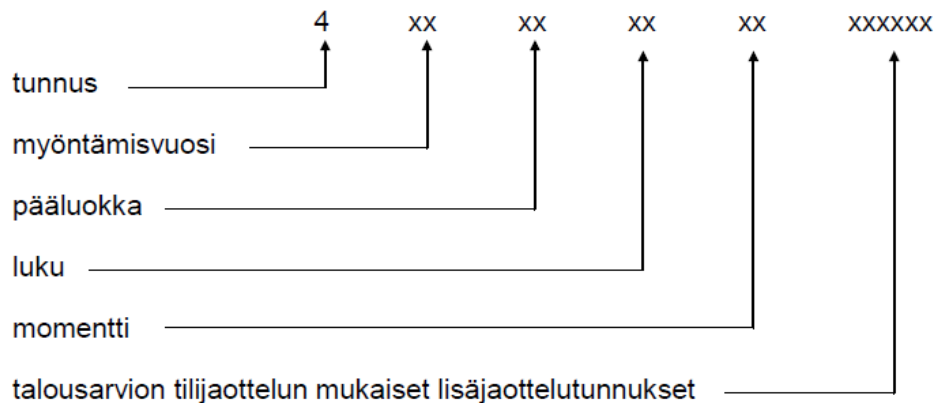 4 xx xx xx xx xxxxxx
tunnus
myöntämisvuosi
pääluokka
luku
momentti
talousarvion tilijaottelun mukaiset lisäjaottelutunnukset